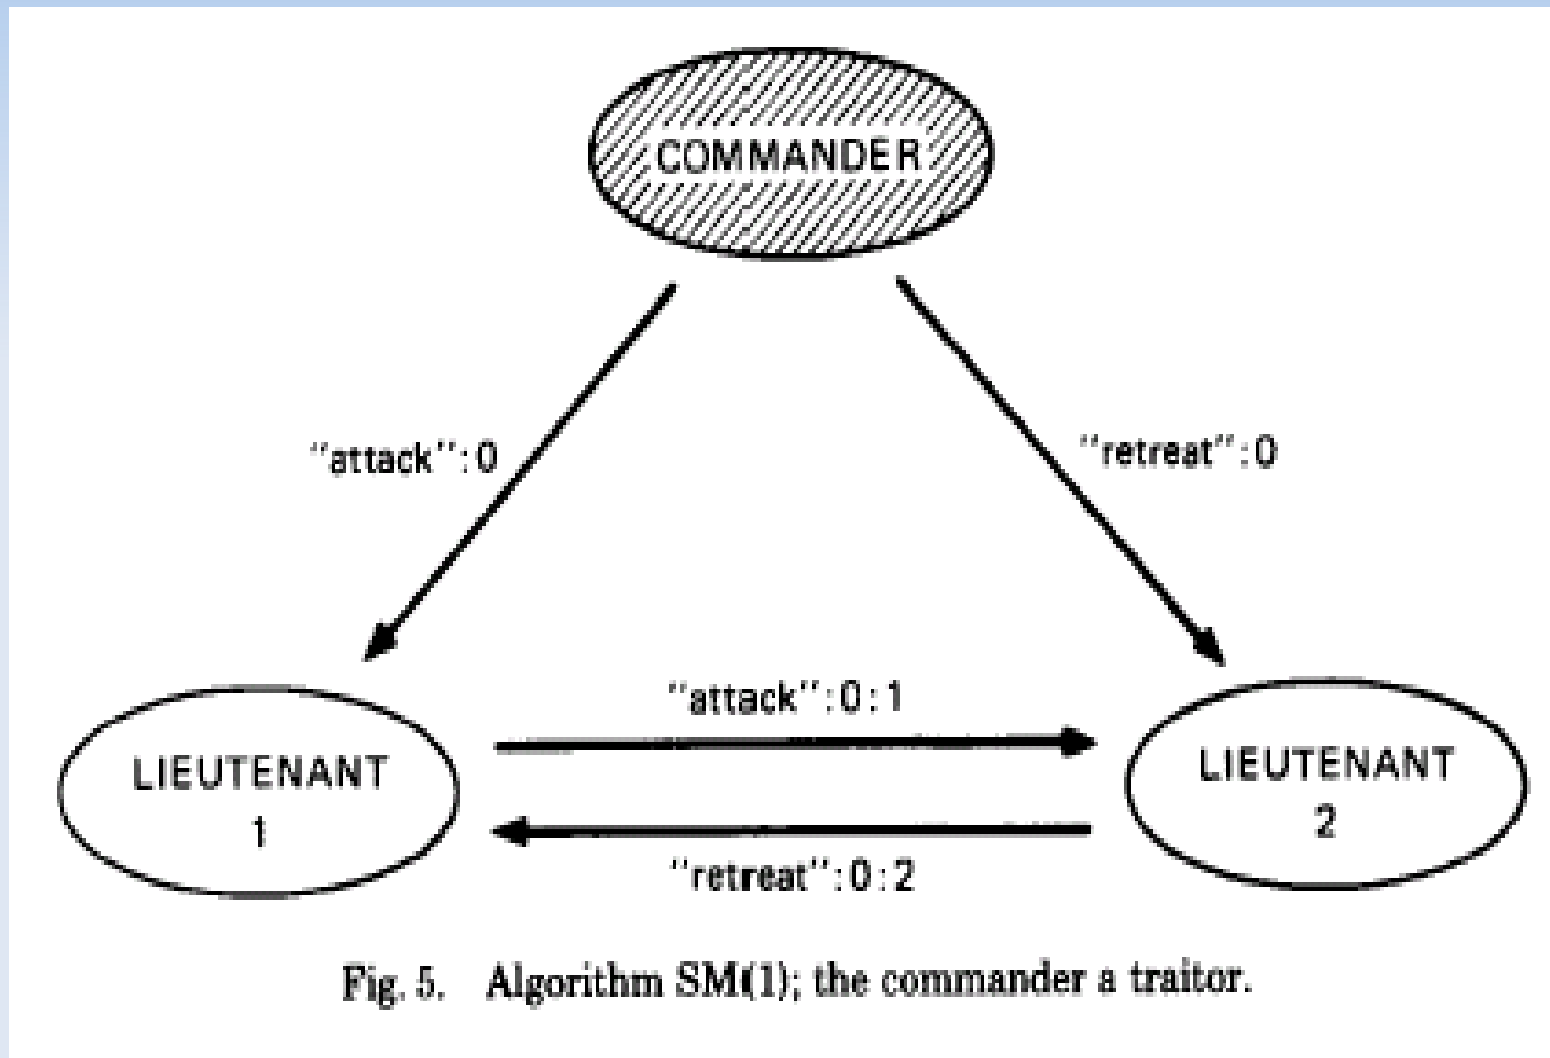 COMMANDER
“attack”:0
“retreat”:0
“attack”:0:1
LIEUTENANT
1
LIEUTENANT
2
“retreat”:0:2
Fig. 5. Algorithm SM(1); the commander a traitor.